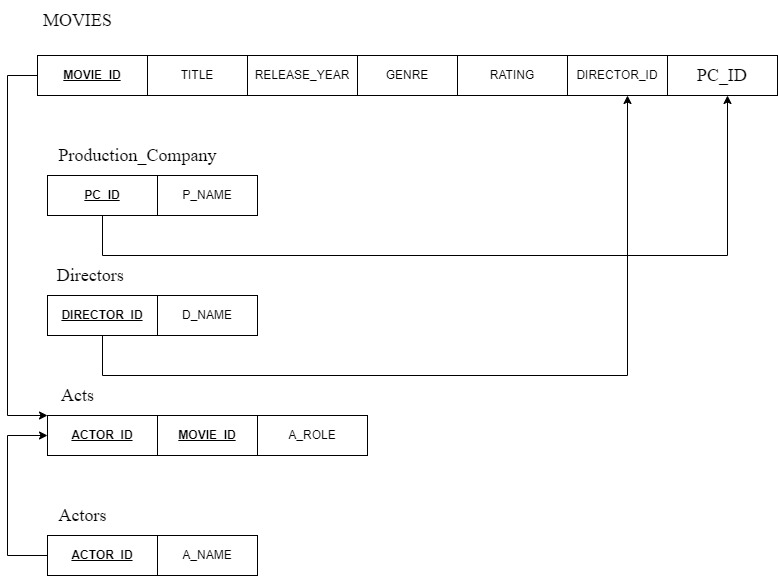 MOVIES
MOVIE_ID TITLE RELEASE_YEAR GENRE RATING DIRECTOR_ID PC_ID
Production_Company
PC_ID P_NAME
Directors
DIRECTOR_ID D_NAME
Acts
ACTOR_ID MOVIE_ID A_ROLE
Actors
ACTOR_ID A_NAME